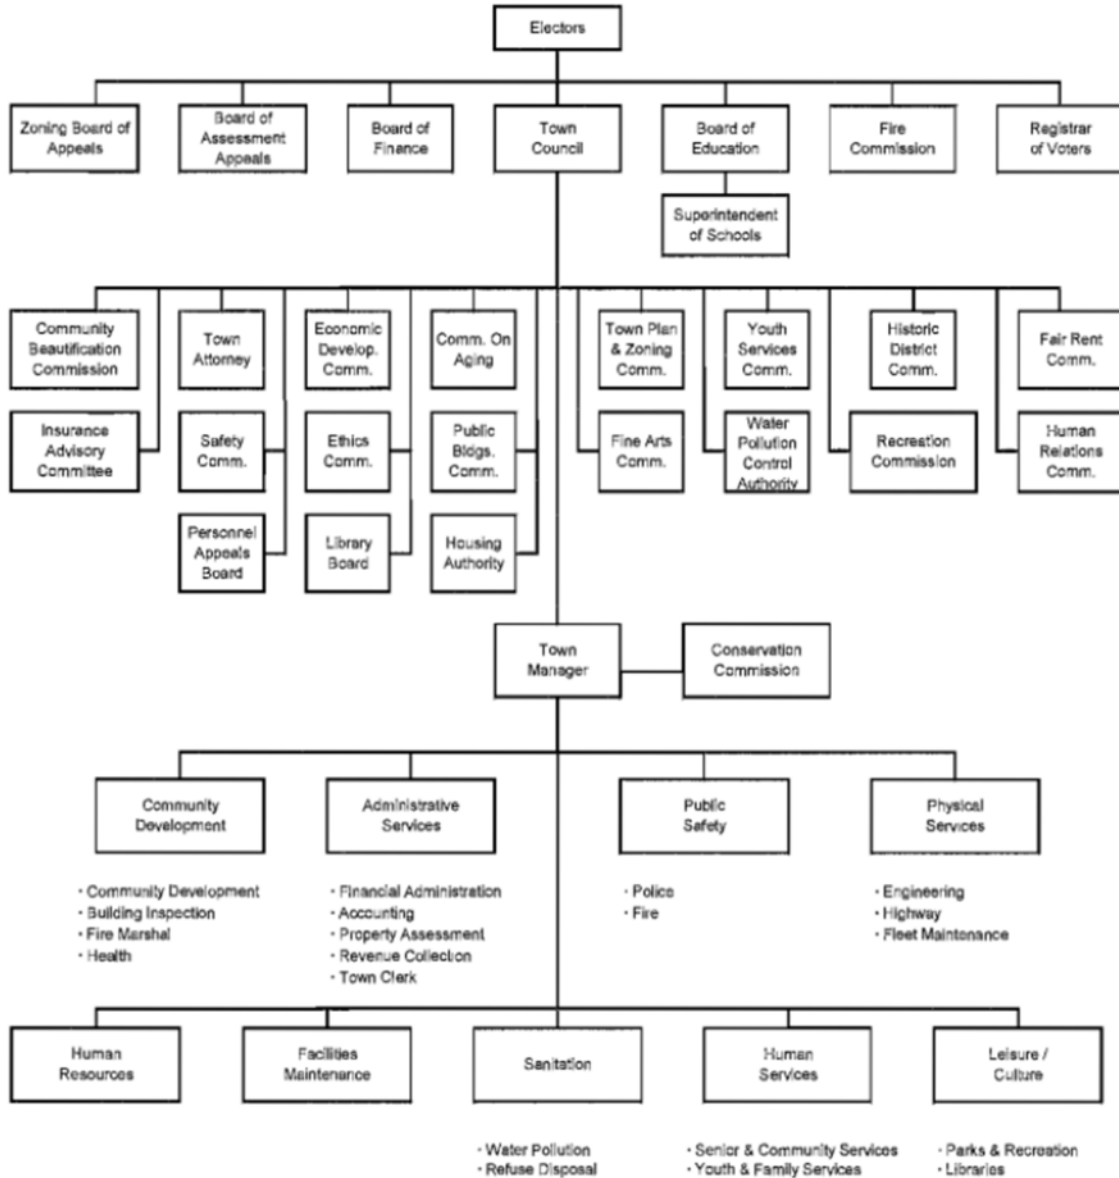 Electors
Zoning Board of
Appeals
Board of
Assessment
Appeals
Board of
Finance
Town
Council
Board of
Education
Fire
Commission
Registrar
of Voters
Superintendent
of Schools
Community
Beautification
Commission
Town
Attorney
Economic
Develop.
Comm.
Comm. On
Aging
Town Plan
& Zoning
Comm.
Youth
Services
Comm.
Historic
District
Comm.
Fair Rent
Comm.
Insurance
Advisory
Committee
Safety
Comm.
Ethics
Comm.
Public
Bldgs.
Comm.
Fine Arts
Comm.
Water
Pollution
Control
Authority
Recreation
Commission
Human
Relations
Comm.
Personnel
Appeals
Board
Library
Board
Housing
Authority
Town
Manager
Conservation
Commission
Community
Development
Administrative
Services
Public
Safety
Physical
Services
· Community Development
· Building Inspection
· Fire Marshal
· Health
· Financial Administration
· Accounting
· Property Assessment
· Revenue Collection
· Town Clerk
· Police
· Fire
· Engineering
· Highway
· Fleet Maintenance
Human
Resources
Facilities
Maintenance
Sanitation
Human
Services
Leisure /
Culture
· Water Pollution
· Refuse Disposal
· Senior & Community Services
· Youth & Family Services
· Parks & Recreation
· Libraries